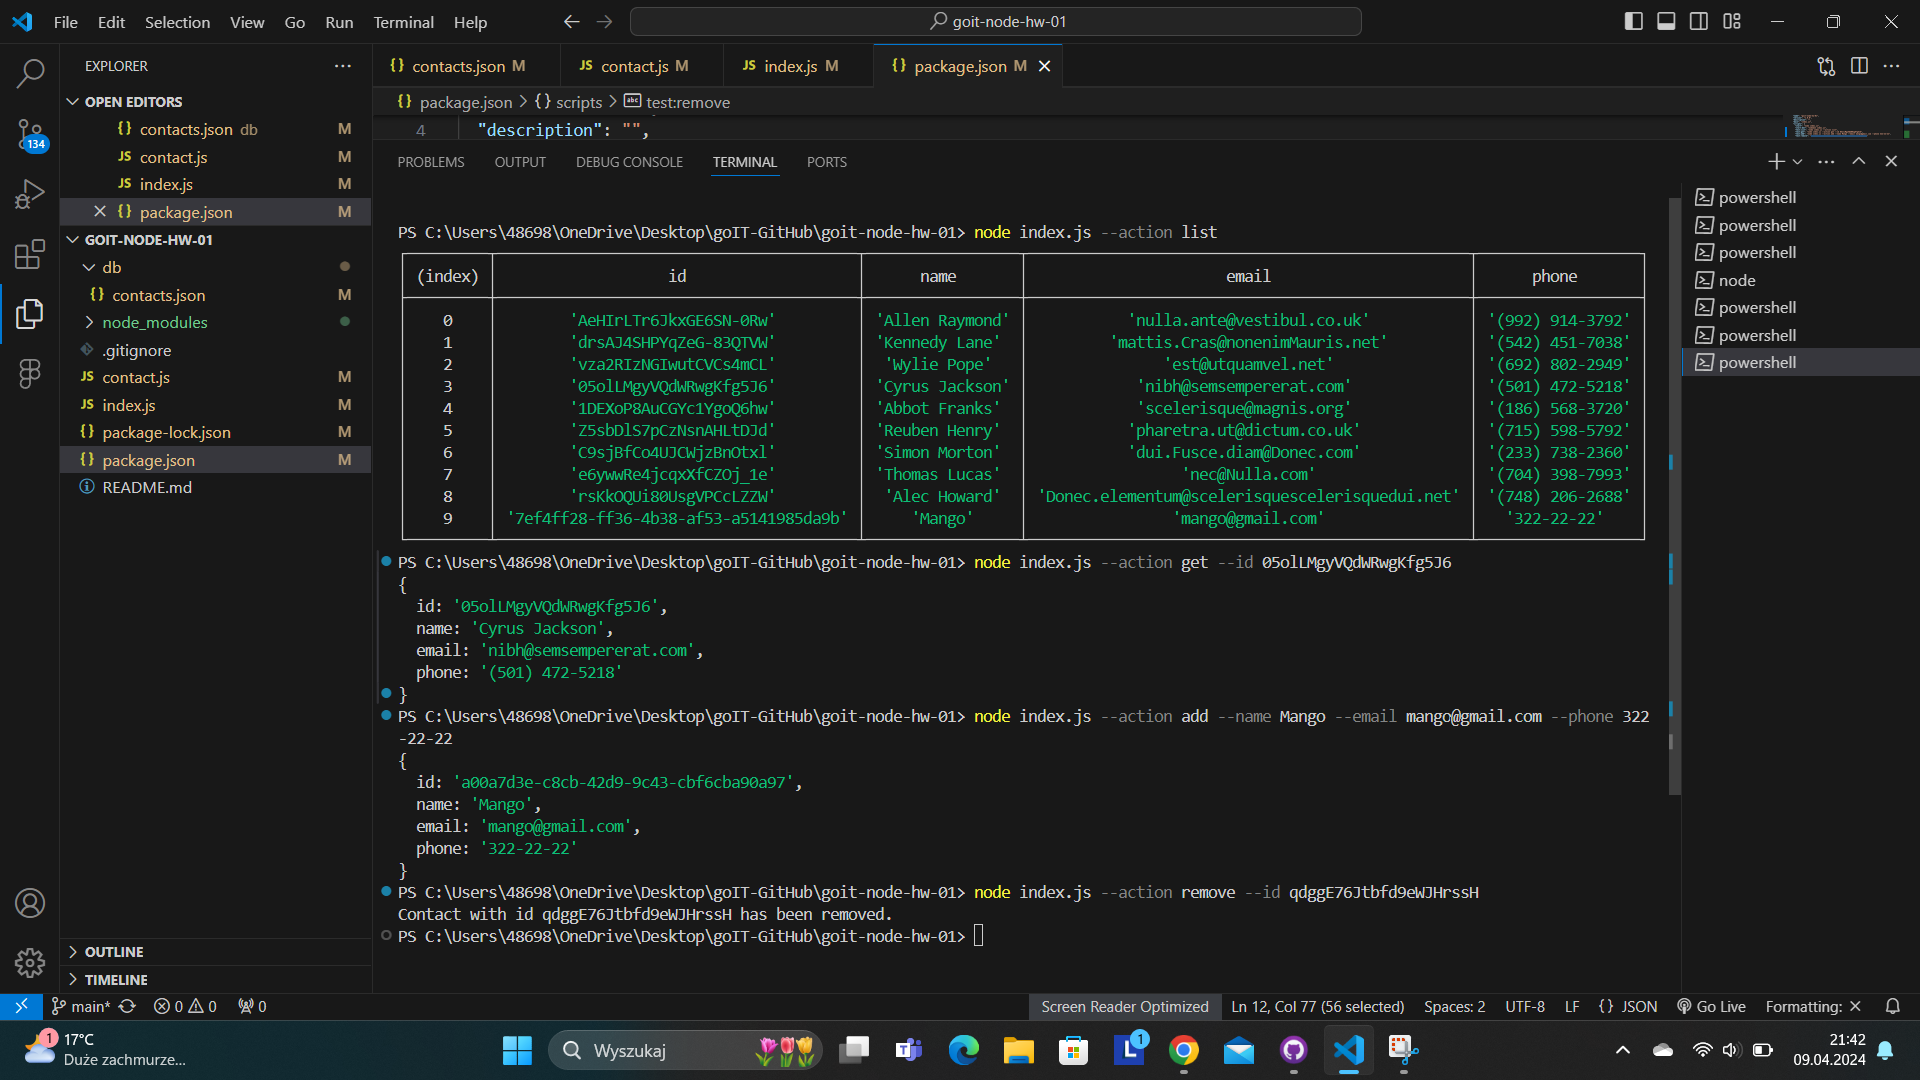 File Edit Selection View Go Run Terminal Help
goit-node-hw-01
EXPLORER
OPEN EDITORS
contacts.json db M
JS contact.js M
JS index.js M
package.json M
GOIT-NODE-HW-01
db
contacts.json M
node_modules
.gitignore
JS contact.js M
JS index.js M
package-lock.json M
package.json M
README.md
OUTLINE
TIMELINE
134
{} contacts.json M JS contact.js M JS index.js M {} package.json M
{} package.json > {} scripts > abc test:remove
4 "description": "",
PROBLEMS OUTPUT DEBUG CONSOLE TERMINAL PORTS
PS C:\Users\48698\OneDrive\Desktop\goIT-GitHub\goit-node-hw-01> node index.js --action list
(index) id name email phone
0 'AeHIrLTr6JkxGE6SN-0Rw' 'Allen Raymond' 'nulla.ante@vestibul.co.uk' '(992) 914-3792'
1 'drsAJ4SHPYqZeG-83QTVW' 'Kennedy Lane' 'mattis.Cras@nonenimMauris.net' '(542) 451-7038'
2 'vza2RIzNGIwutCVCs4mCL' 'Wylie Pope' 'est@utquamvel.net' '(692) 802-2949'
3 '05olLMgyVQdWRwgKfg5J6' 'Cyrus Jackson' 'nibh@semsempererat.com' '(501) 472-5218'
4 '1DEXoP8AuCGYc1YgoQ6hw' 'Abbot Franks' 'scelerisque@magnis.org' '(186) 568-3720'
5 'Z5sbDlS7pCzNsnAHLtDJd' 'Reuben Henry' 'pharetra.ut@dictum.co.uk' '(715) 598-5792'
6 'C9sjBfCo4UJCWjzBnOtxl' 'Simon Morton' 'dui.Fusce.diam@Donec.com' '(233) 738-2360'
7 'e6ywwRe4jcqxXfCZOj_1e' 'Thomas Lucas' 'nec@Nulla.com' '(704) 398-7993'
8 'rsKkOQUi80UsgVPCcLZZW' 'Alec Howard' 'Donec.elementum@scelerisquescelerisquedui.net' '(748) 206-2688'
9 '7ef4ff28-ff36-4b38-af53-a5141985da9b' 'Mango' 'mango@gmail.com' '322-22-22'
PS C:\Users\48698\OneDrive\Desktop\goIT-GitHub\goit-node-hw-01> node index.js --action get --id 05olLMgyVQdWRwgKfg5J6
{
id: '05olLMgyVQdWRwgKfg5J6',
name: 'Cyrus Jackson',
email: 'nibh@semsempererat.com',
phone: '(501) 472-5218'
}
PS C:\Users\48698\OneDrive\Desktop\goIT-GitHub\goit-node-hw-01> node index.js --action add --name Mango --email mango@gmail.com --phone 322
-22-22
{
id: 'a00a7d3e-c8cb-42d9-9c43-cbf6cba90a97',
name: 'Mango',
email: 'mango@gmail.com',
phone: '322-22-22'
}
PS C:\Users\48698\OneDrive\Desktop\goIT-GitHub\goit-node-hw-01> node index.js --action remove --id qdggE76Jtbfd9eWJHrssH
Contact with id qdggE76Jtbfd9eWJHrssH has been removed.
PS C:\Users\48698\OneDrive\Desktop\goIT-GitHub\goit-node-hw-01>
powershell
powershell
powershell
node
powershell
powershell
powershell
main* 0 0 0 Screen Reader Optimized Ln 12, Col 77 (56 selected) Spaces: 2 UTF-8 LF {} JSON Go Live Formatting: ×
1 17°C
Duże zachmurze...
Wyszukaj
L 1
21:42
09.04.2024